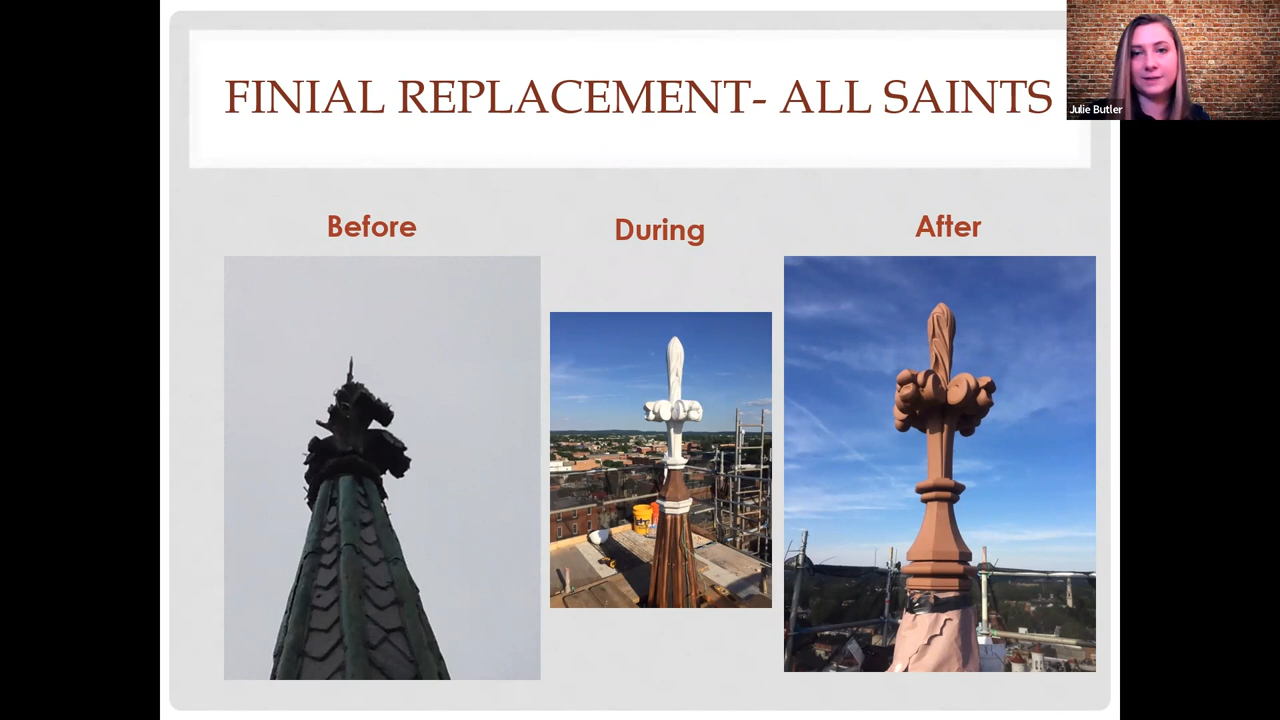 FINIAL REPLACEMENT- ALL SAINTS
Julie Butler
Before
During
After